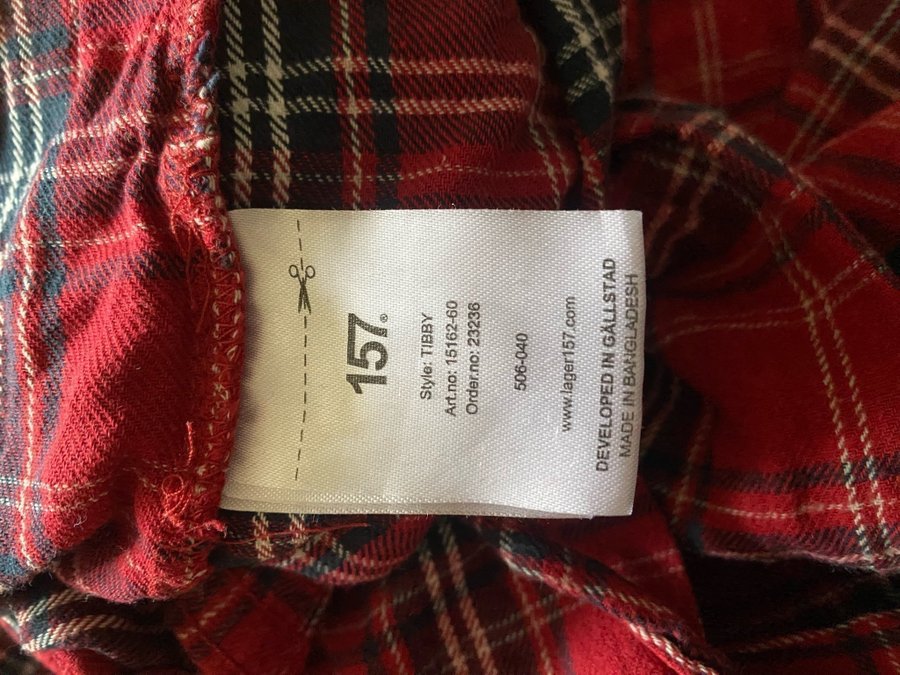 157®
Style: TIBBY
Art.no: 15162-60
Order.no: 23236
506-040
www.lager157.com
DEVELOPED IN GÄLLSTAD
MADE IN BANGLADESH